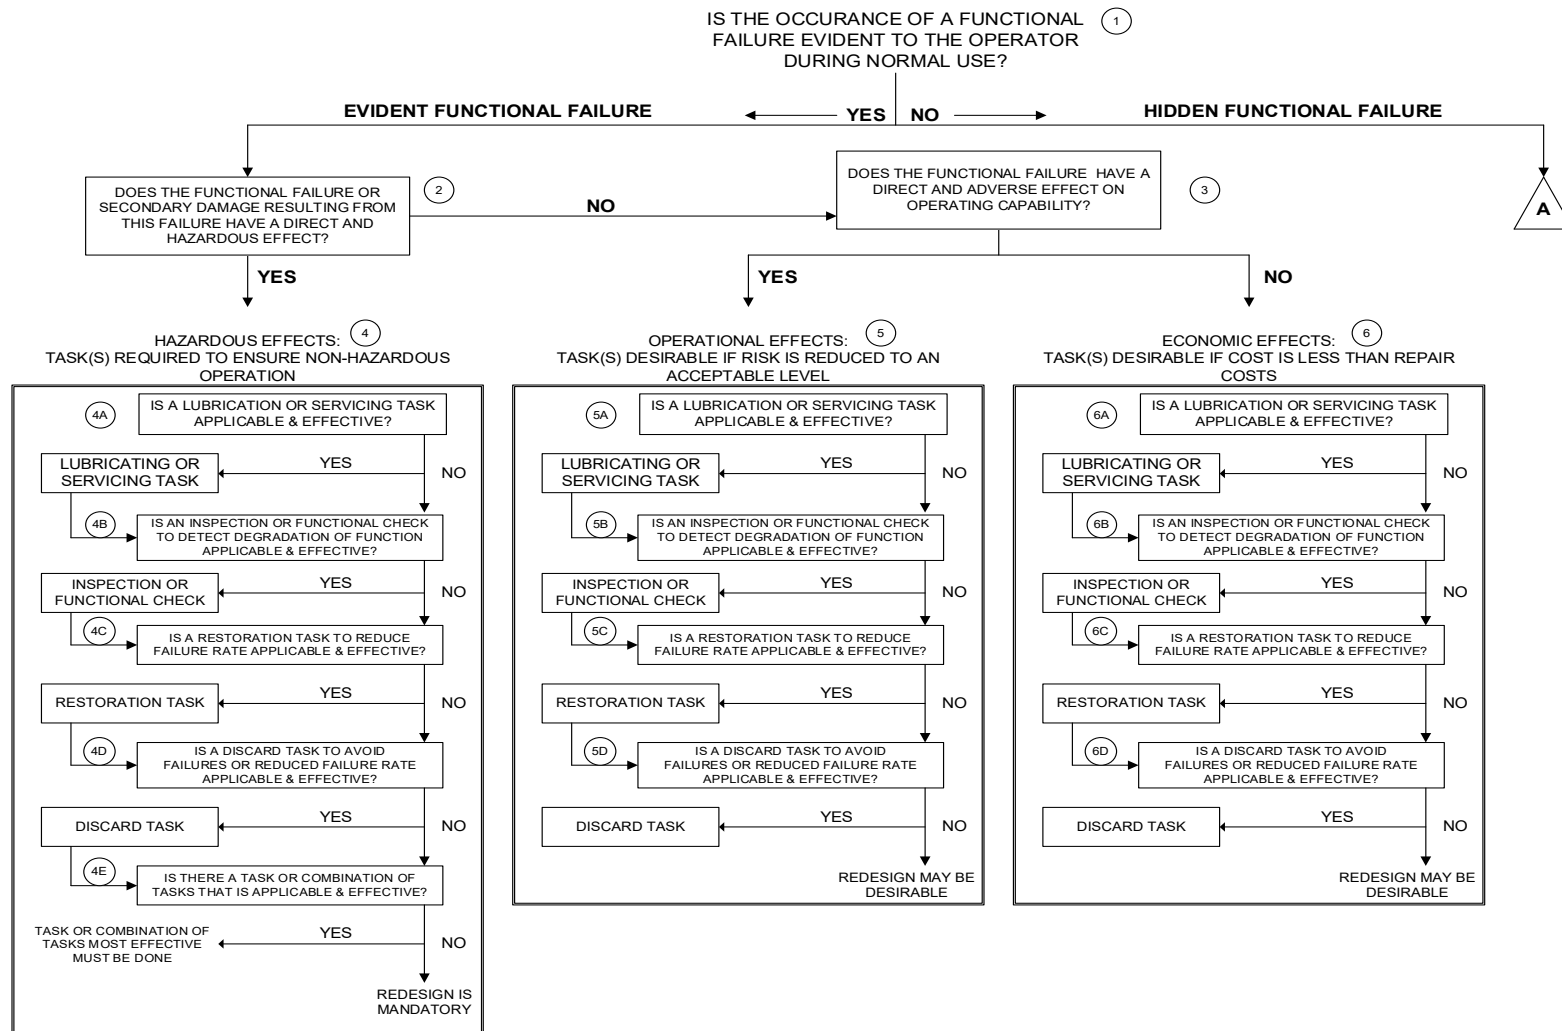 IS THE OCCURANCE OF A FUNCTIONAL
FAILURE EVIDENT TO THE OPERATOR
DURING NORMAL USE?
1
EVIDENT FUNCTIONAL FAILURE
YES
NO
HIDDEN FUNCTIONAL FAILURE
DOES THE FUNCTIONAL FAILURE OR
SECONDARY DAMAGE RESULTING FROM
THIS FAILURE HAVE A DIRECT AND
HAZARDOUS EFFECT?
2
NO
DOES THE FUNCTIONAL FAILURE HAVE A
DIRECT AND ADVERSE EFFECT ON
OPERATING CAPABILITY?
3
A
YES
YES
NO
HAZARDOUS EFFECTS:
4
TASK(S) REQUIRED TO ENSURE NON-HAZARDOUS
OPERATION
4A
IS A LUBRICATION OR SERVICING TASK
APPLICABLE & EFFECTIVE?
LUBRICATING OR
SERVICING TASK
YES
NO
4B
IS AN INSPECTION OR FUNCTIONAL CHECK
TO DETECT DEGRADATION OF FUNCTION
APPLICABLE & EFFECTIVE?
INSPECTION OR
FUNCTIONAL CHECK
YES
NO
4C
IS A RESTORATION TASK TO REDUCE
FAILURE RATE APPLICABLE & EFFECTIVE?
RESTORATION TASK
YES
NO
4D
IS A DISCARD TASK TO AVOID
FAILURES OR REDUCED FAILURE RATE
APPLICABLE & EFFECTIVE?
DISCARD TASK
YES
NO
4E
IS THERE A TASK OR COMBINATION OF
TASKS THAT IS APPLICABLE & EFFECTIVE?
TASK OR COMBINATION OF
TASKS MOST EFFECTIVE
MUST BE DONE
YES
NO
REDESIGN IS
MANDATORY
OPERATIONAL EFFECTS:
5
TASK(S) DESIRABLE IF RISK IS REDUCED TO AN
ACCEPTABLE LEVEL
5A
IS A LUBRICATION OR SERVICING TASK
APPLICABLE & EFFECTIVE?
LUBRICATING OR
SERVICING TASK
YES
NO
5B
IS AN INSPECTION OR FUNCTIONAL CHECK
TO DETECT DEGRADATION OF FUNCTION
APPLICABLE & EFFECTIVE?
INSPECTION OR
FUNCTIONAL CHECK
YES
NO
5C
IS A RESTORATION TASK TO REDUCE
FAILURE RATE APPLICABLE & EFFECTIVE?
RESTORATION TASK
YES
NO
5D
IS A DISCARD TASK TO AVOID
FAILURES OR REDUCED FAILURE RATE
APPLICABLE & EFFECTIVE?
DISCARD TASK
YES
NO
REDESIGN MAY BE
DESIRABLE
ECONOMIC EFFECTS:
6
TASK(S) DESIRABLE IF COST IS LESS THAN REPAIR
COSTS
6A
IS A LUBRICATION OR SERVICING TASK
APPLICABLE & EFFECTIVE?
LUBRICATING OR
SERVICING TASK
YES
NO
6B
IS AN INSPECTION OR FUNCTIONAL CHECK
TO DETECT DEGRADATION OF FUNCTION
APPLICABLE & EFFECTIVE?
INSPECTION OR
FUNCTIONAL CHECK
YES
NO
6C
IS A RESTORATION TASK TO REDUCE
FAILURE RATE APPLICABLE & EFFECTIVE?
RESTORATION TASK
YES
NO
6D
IS A DISCARD TASK TO AVOID
FAILURES OR REDUCED FAILURE RATE
APPLICABLE & EFFECTIVE?
DISCARD TASK
YES
NO
REDESIGN MAY BE
DESIRABLE